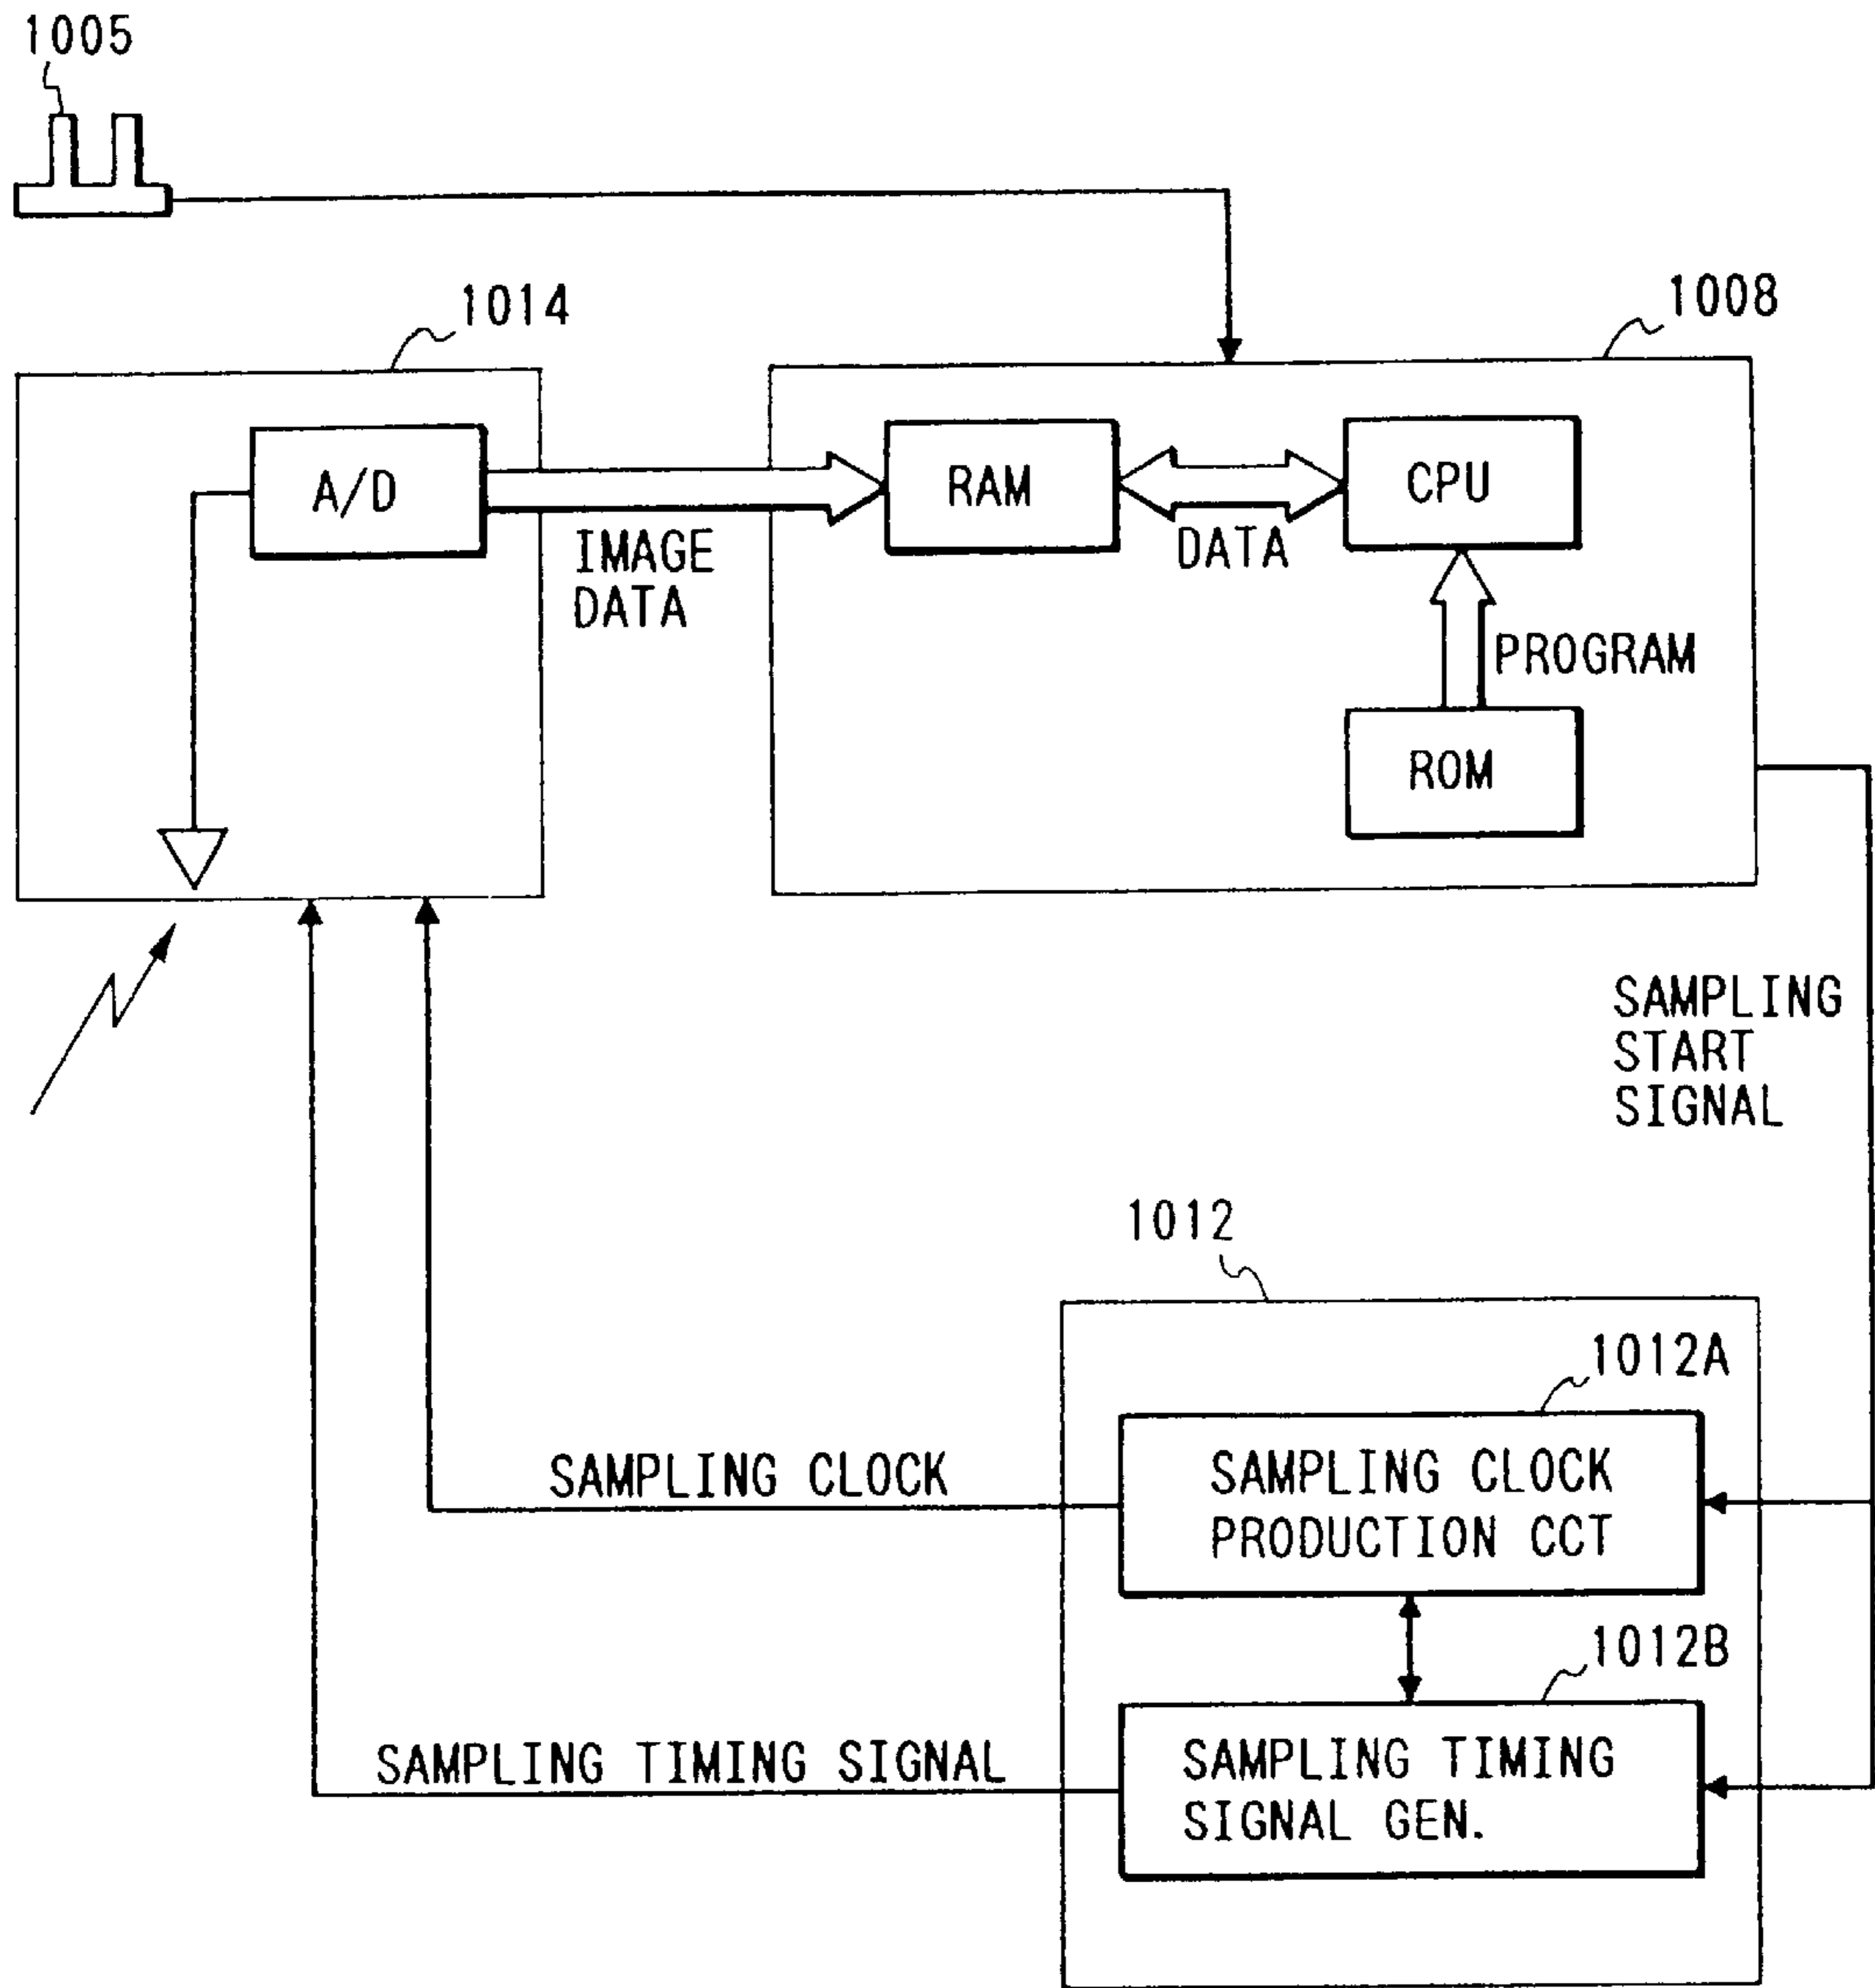 1005
1014
1008
A/D
RAM
CPU
IMAGE
DATA
DATA
PROGRAM
ROM
SAMPLING
START
SIGNAL
1012
1012A
SAMPLING CLOCK
SAMPLING CLOCK
PRODUCTION CCT
1012B
SAMPLING TIMING SIGNAL
SAMPLING TIMING
SIGNAL GEN.